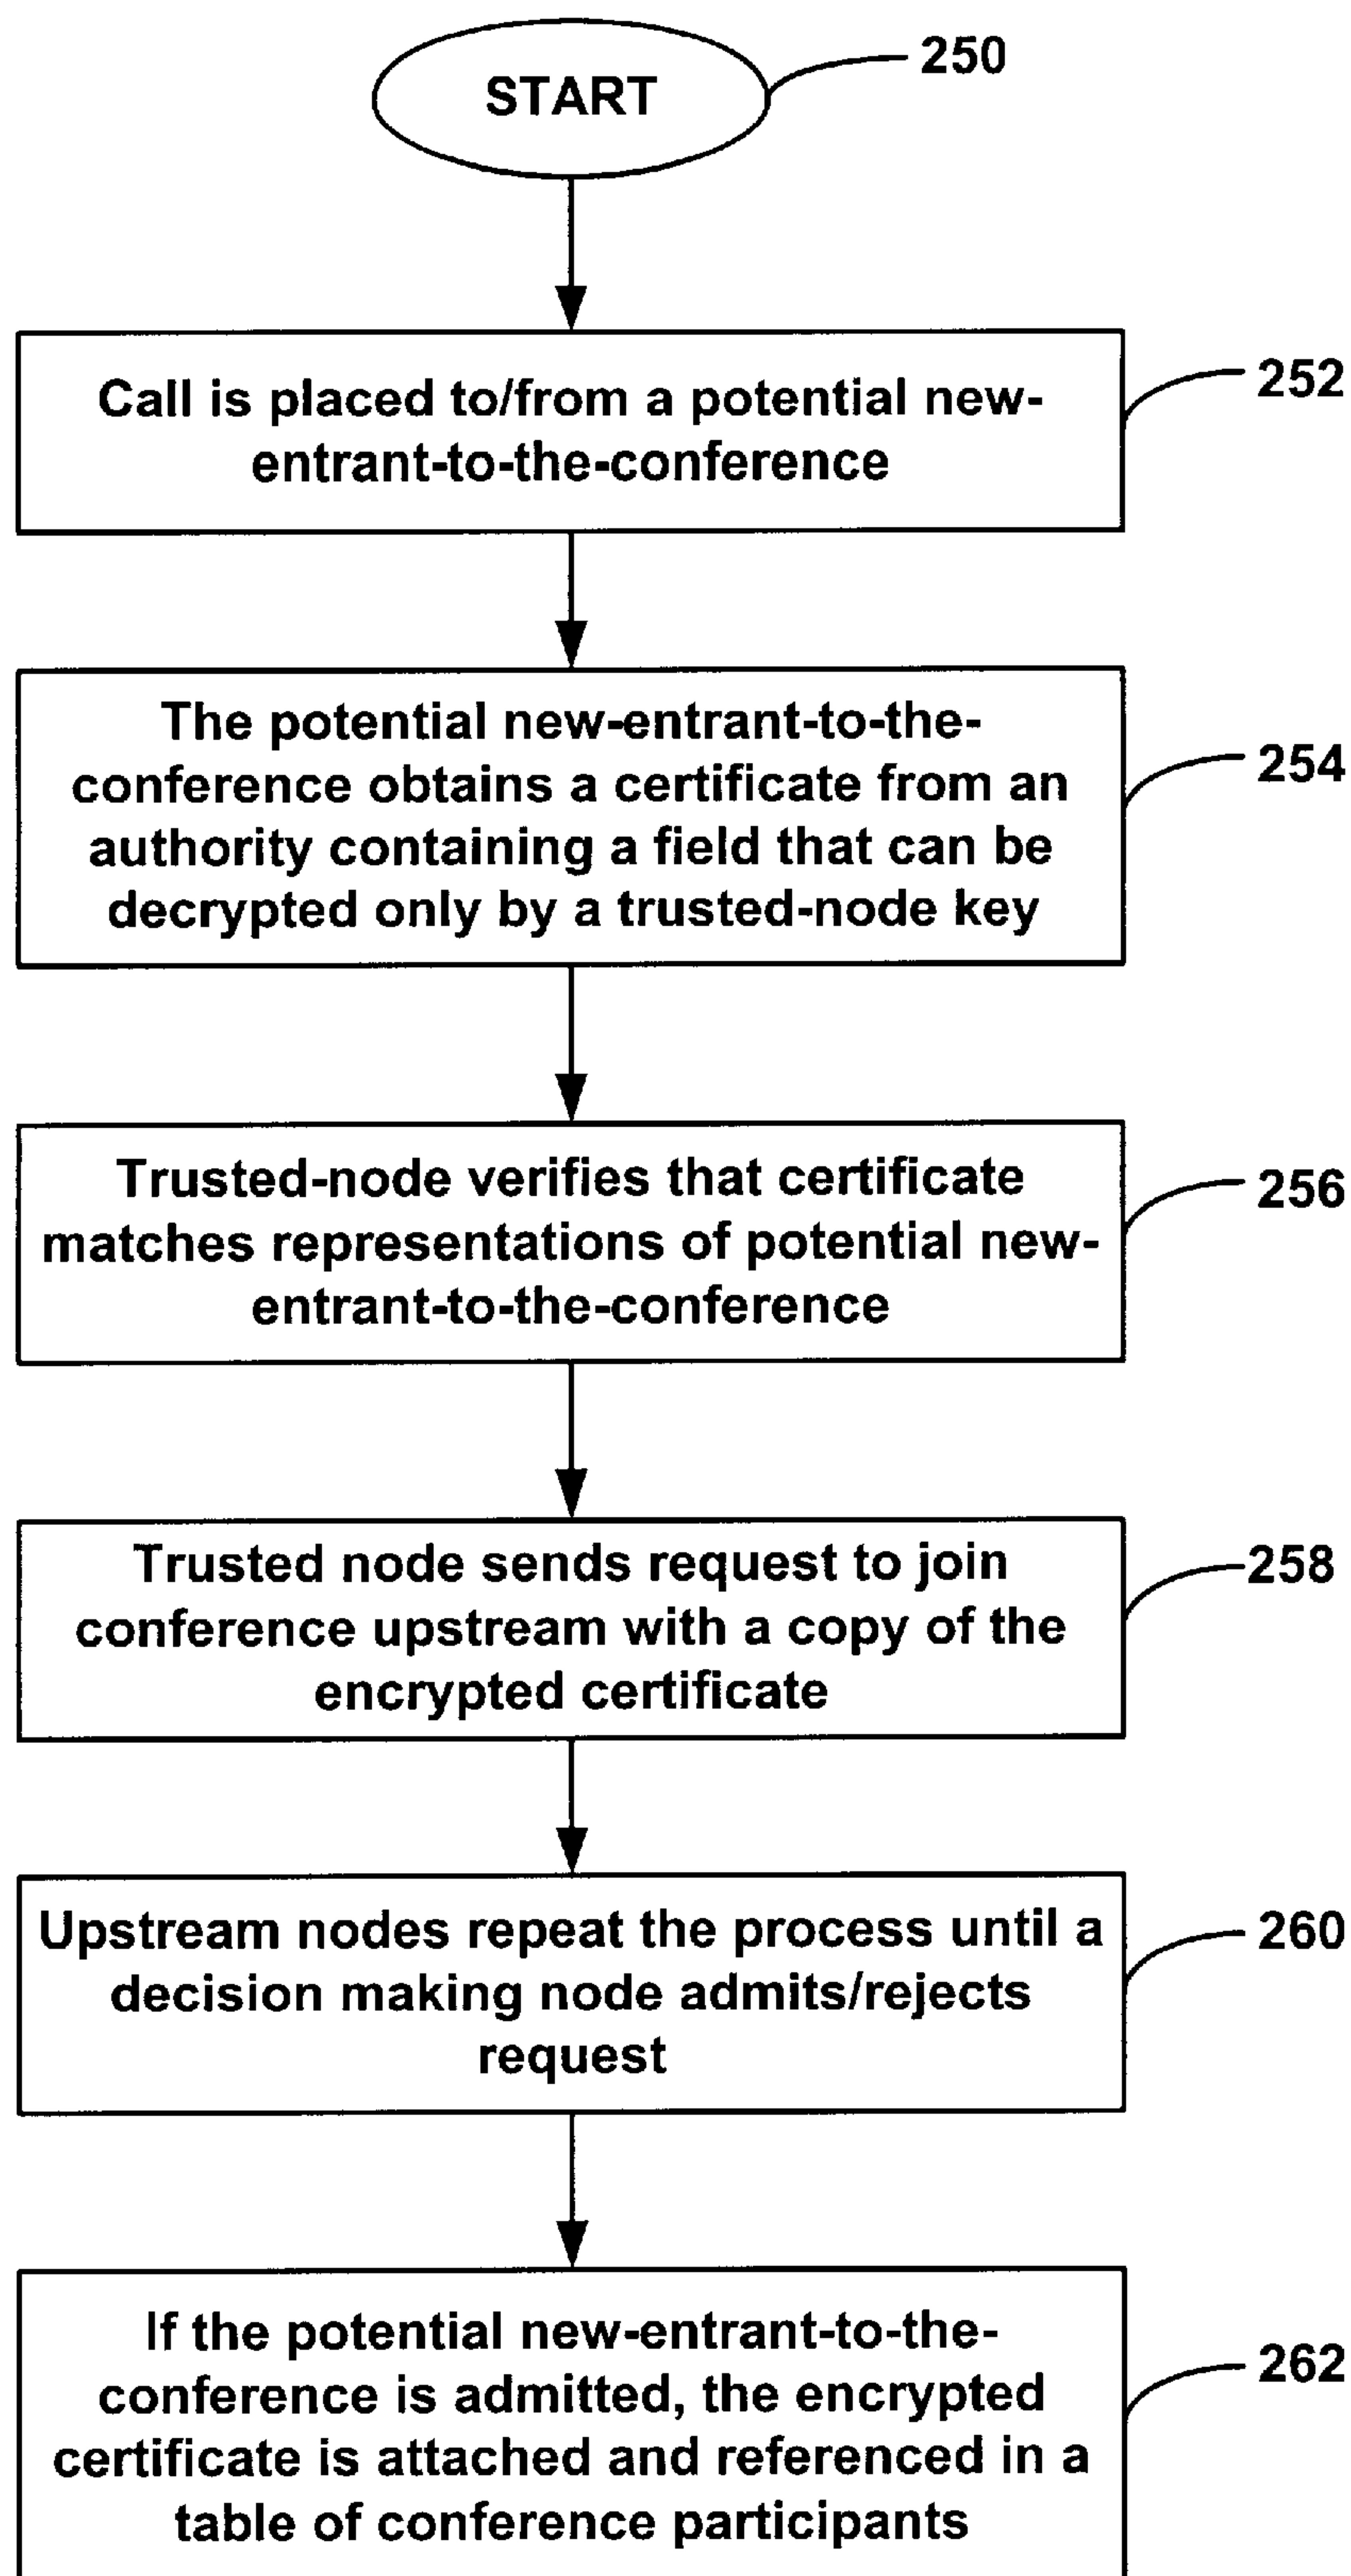 START
250
Call is placed to/from a potential new-
entrant-to-the-conference
252
The potential new-entrant-to-the-
conference obtains a certificate from an
authority containing a field that can be
decrypted only by a trusted-node key
254
Trusted-node verifies that certificate
matches representations of potential new-
entrant-to-the-conference
256
Trusted node sends request to join
conference upstream with a copy of the
encrypted certificate
258
Upstream nodes repeat the process until a
decision making node admits/rejects
request
260
If the potential new-entrant-to-the-
conference is admitted, the encrypted
certificate is attached and referenced in a
table of conference participants
262